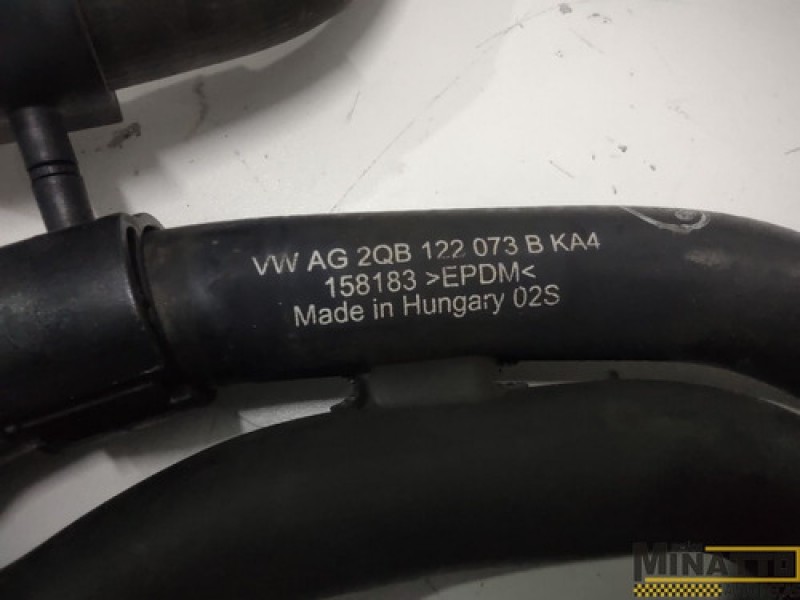 VW AG 2QB 122 073 B KA4
158183 >EPDM<
Made in Hungary 02S
MINATTO